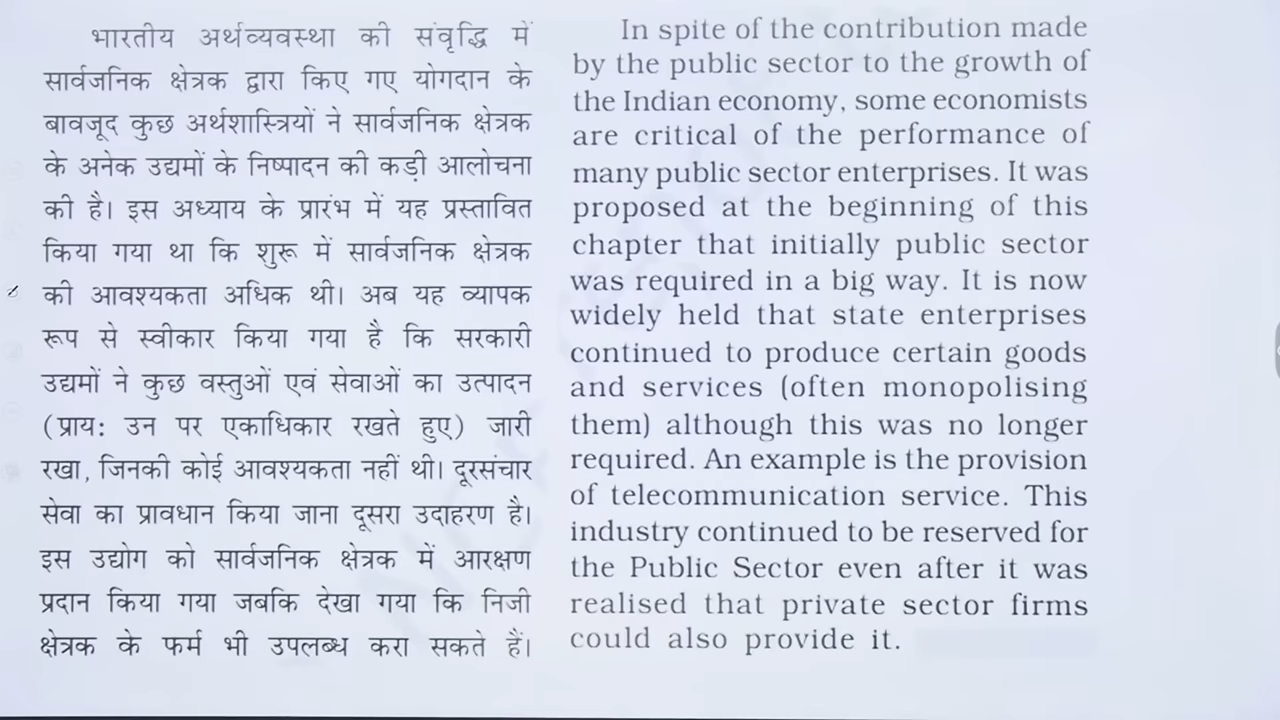 भारतीय अर्थव्यवस्था की संवृद्धि में
सार्वजनिक क्षेत्रक द्वारा किए गए योगदान के
बावजूद कुछ अर्थशास्त्रियों ने सार्वजनिक क्षेत्रक
के अनेक उद्यमों के निष्पादन की कड़ी आलोचना
की है। इस अध्याय के प्रारंभ में यह प्रस्तावित
किया गया था कि शुरू में सार्वजनिक क्षेत्रक
की आवश्यकता अधिक थी। अब यह व्यापक
रूप से स्वीकार किया गया है कि सरकारी
उद्यमों ने कुछ वस्तुओं एवं सेवाओं का उत्पादन
(प्राय: उन पर एकाधिकार रखते हुए) जारी
रखा, जिनकी कोई आवश्यकता नहीं थी। दूरसंचार
सेवा का प्रावधान किया जाना दूसरा उदाहरण है।
इस उद्योग को सार्वजनिक क्षेत्रक में आरक्षण
प्रदान किया गया जबकि देखा गया कि निजी
क्षेत्रक के फर्म भी उपलब्ध करा सकते हैं।
In spite of the contribution made
by the public sector to the growth of
the Indian economy, some economists
are critical of the performance of
many public sector enterprises. It was
proposed at the beginning of this
chapter that initially public sector
was required in a big way. It is now
widely held that state enterprises
continued to produce certain goods
and services (often monopolising
them) although this was no longer
required. An example is the provision
of telecommunication service. This
industry continued to be reserved for
the Public Sector even after it was
realised that private sector firms
could also provide it.